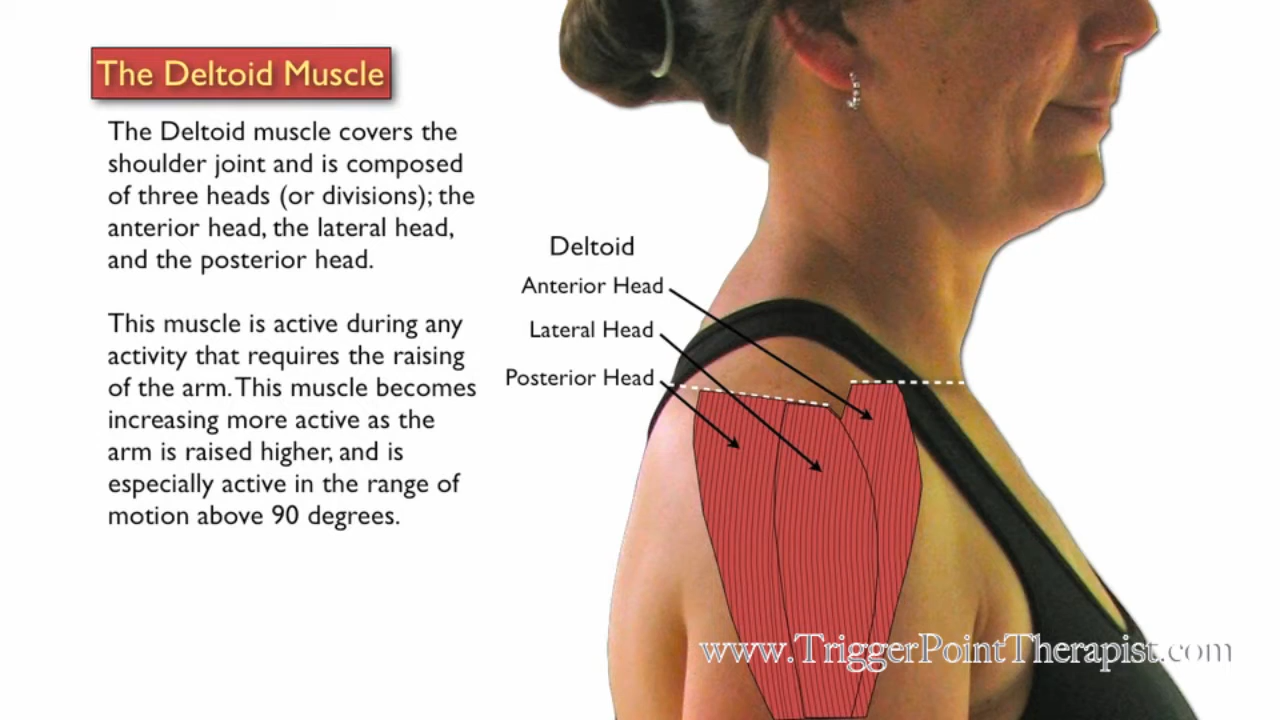 The Deltoid Muscle
The Deltoid muscle covers the
shoulder joint and is composed
of three heads (or divisions); the
anterior head, the lateral head,
and the posterior head.
This muscle is active during any
activity that requires the raising
of the arm. This muscle becomes
increasing more active as the
arm is raised higher, and is
especially active in the range of
motion above 90 degrees.
Deltoid
Anterior Head
Lateral Head
Posterior Head
www.TriggerPointTherapist.com